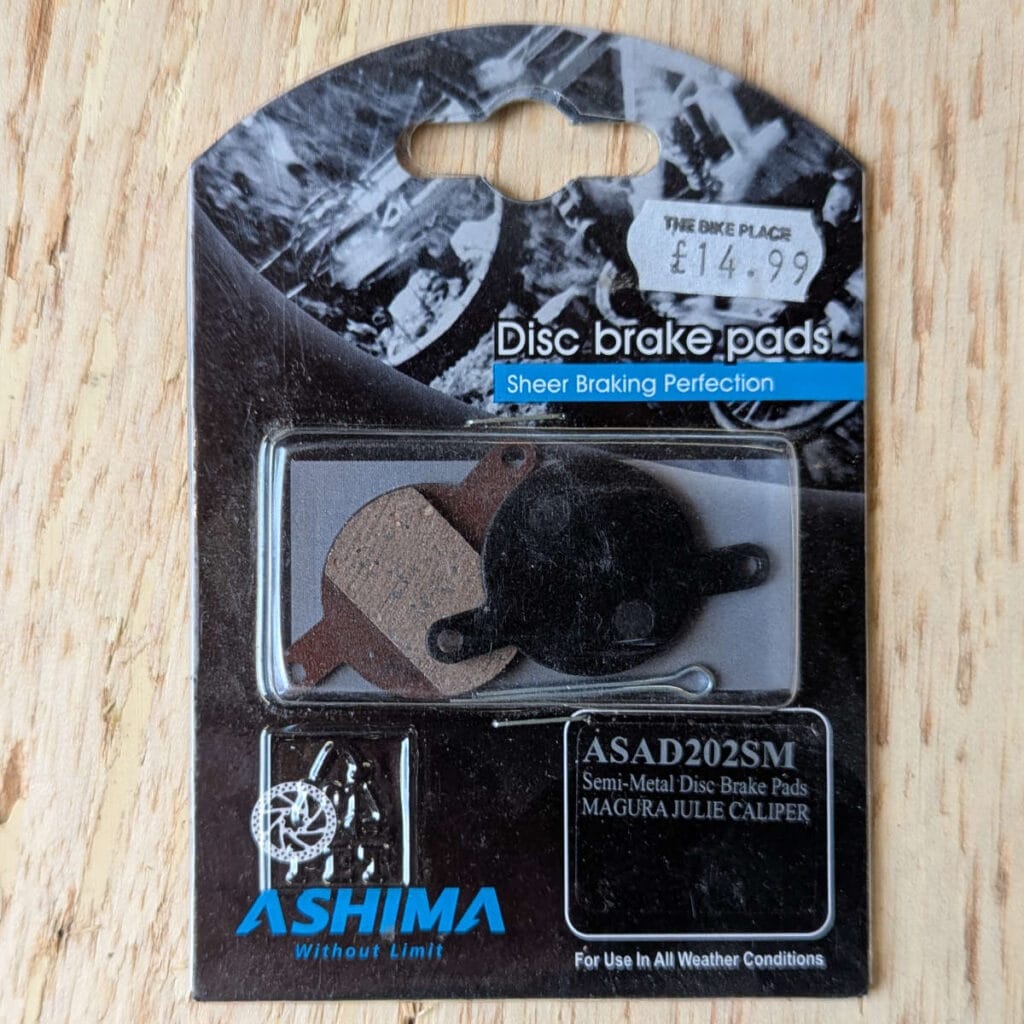 THE BIKE PLACE
£14.99
Disc brake pads
Sheer Braking Perfection
ASAD202SM
Semi-Metal Disc Brake Pads
MAGURA JULIE CALIPER
ASHIMA
Without Limit
For Use In All Weather Conditions